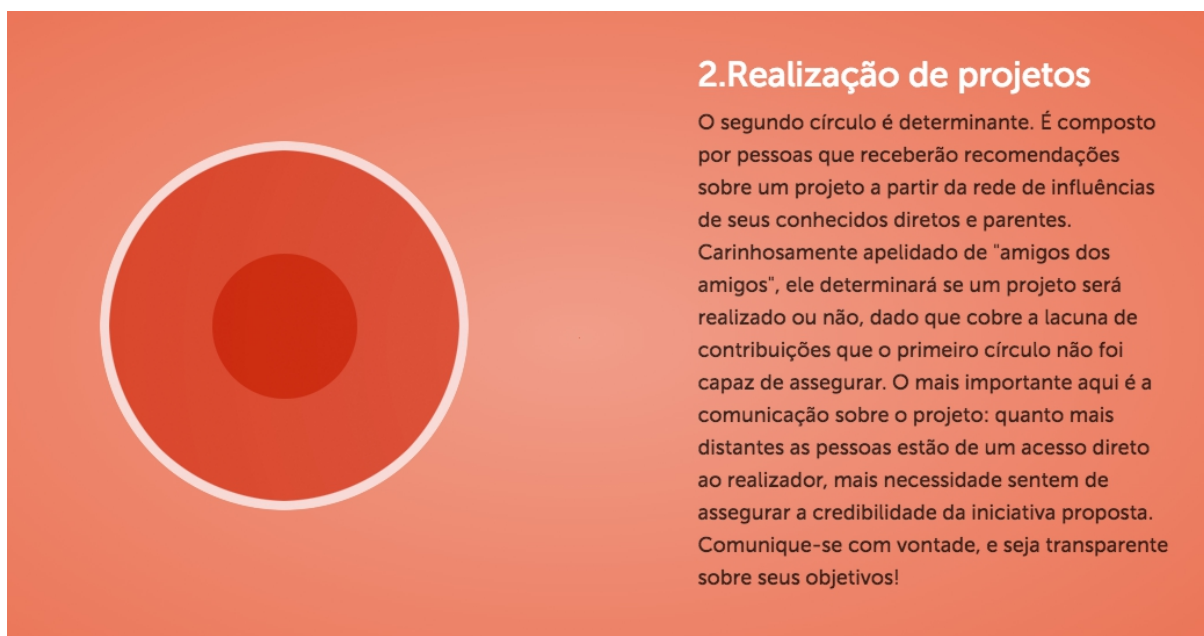 2.Realização de projetos
O segundo círculo é determinante. É composto
por pessoas que receberão recomendações
sobre um projeto a partir da rede de influências
de seus conhecidos diretos e parentes.
Carinhosamente apelidado de "amigos dos
amigos", ele determinará se um projeto será
realizado ou não, dado que cobre a lacuna de
contribuições que o primeiro círculo não foi
capaz de assegurar. O mais importante aqui é a
comunicação sobre o projeto: quanto mais
distantes as pessoas estão de um acesso direto
ao realizador, mais necessidade sentem de
assegurar a credibilidade da iniciativa proposta.
Comunique-se com vontade, e seja transparente
sobre seus objetivos!